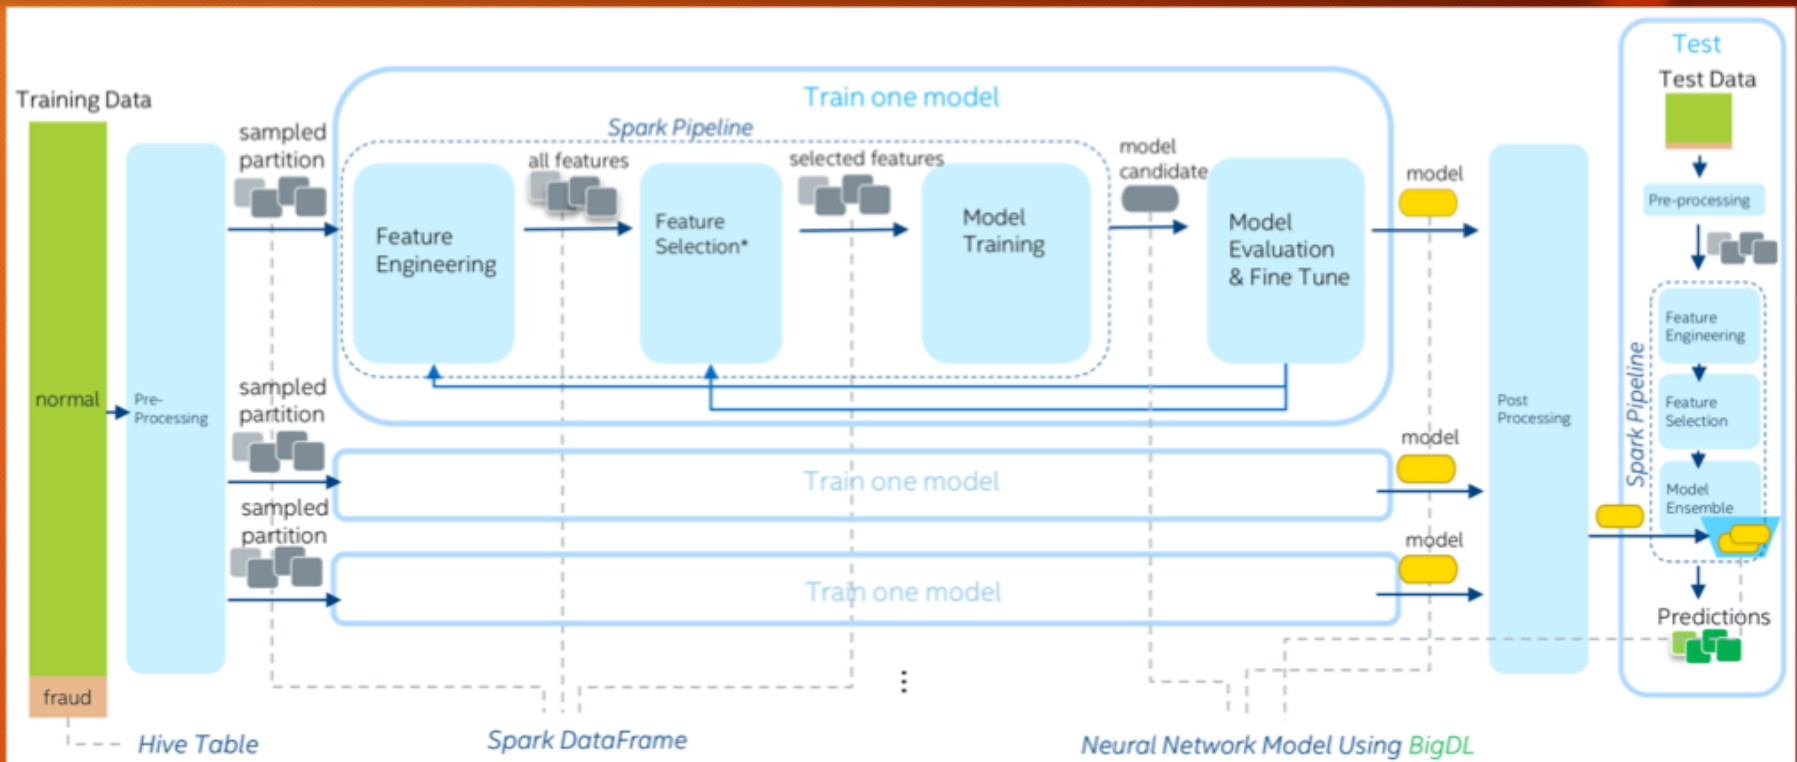 Training Data
normal
fraud
Pre-
Processing
sampled
partition
sampled
partition
sampled
partition
Train one model
Spark Pipeline
Feature
Engineering
all features
Feature
Selection*
selected features
Model
Training
model
candidate
Model
Evaluation
& Fine Tune
model
Train one model
model
Train one model
model
Post
Processing
Test
Test Data
Pre-processing
Spark Pipeline
Feature
Engineering
Feature
Selection
Model
Ensemble
Predictions
Hive Table
Spark DataFrame
Neural Network Model Using BigDL